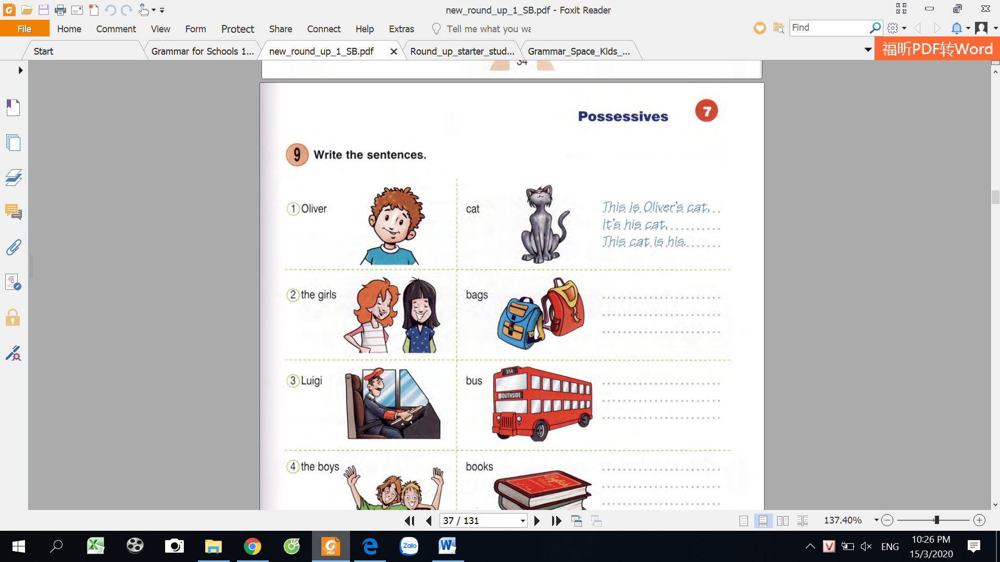 new_round_up_1_SB.pdf - Foxit Reader
File Home Comment View Form Protect Share Connect Help Extras Tell me what you wa Find
Start Grammar for Schools 1... new_round_up_1_SB.pdf Round_up_starter_stud... Grammar_Space_Kids_... 福昕PDF转Word
34
Possessives 7
9 Write the sentences.
1 Oliver cat
This is Oliver's cat.
It's his cat.
This cat is his.
2 the girls bags
3 Luigi bus
314
SOUTHSIDE
4 the boys books
English
37 / 131 137.40%
PDF Zalo ENG
10:26 PM
15/3/2020